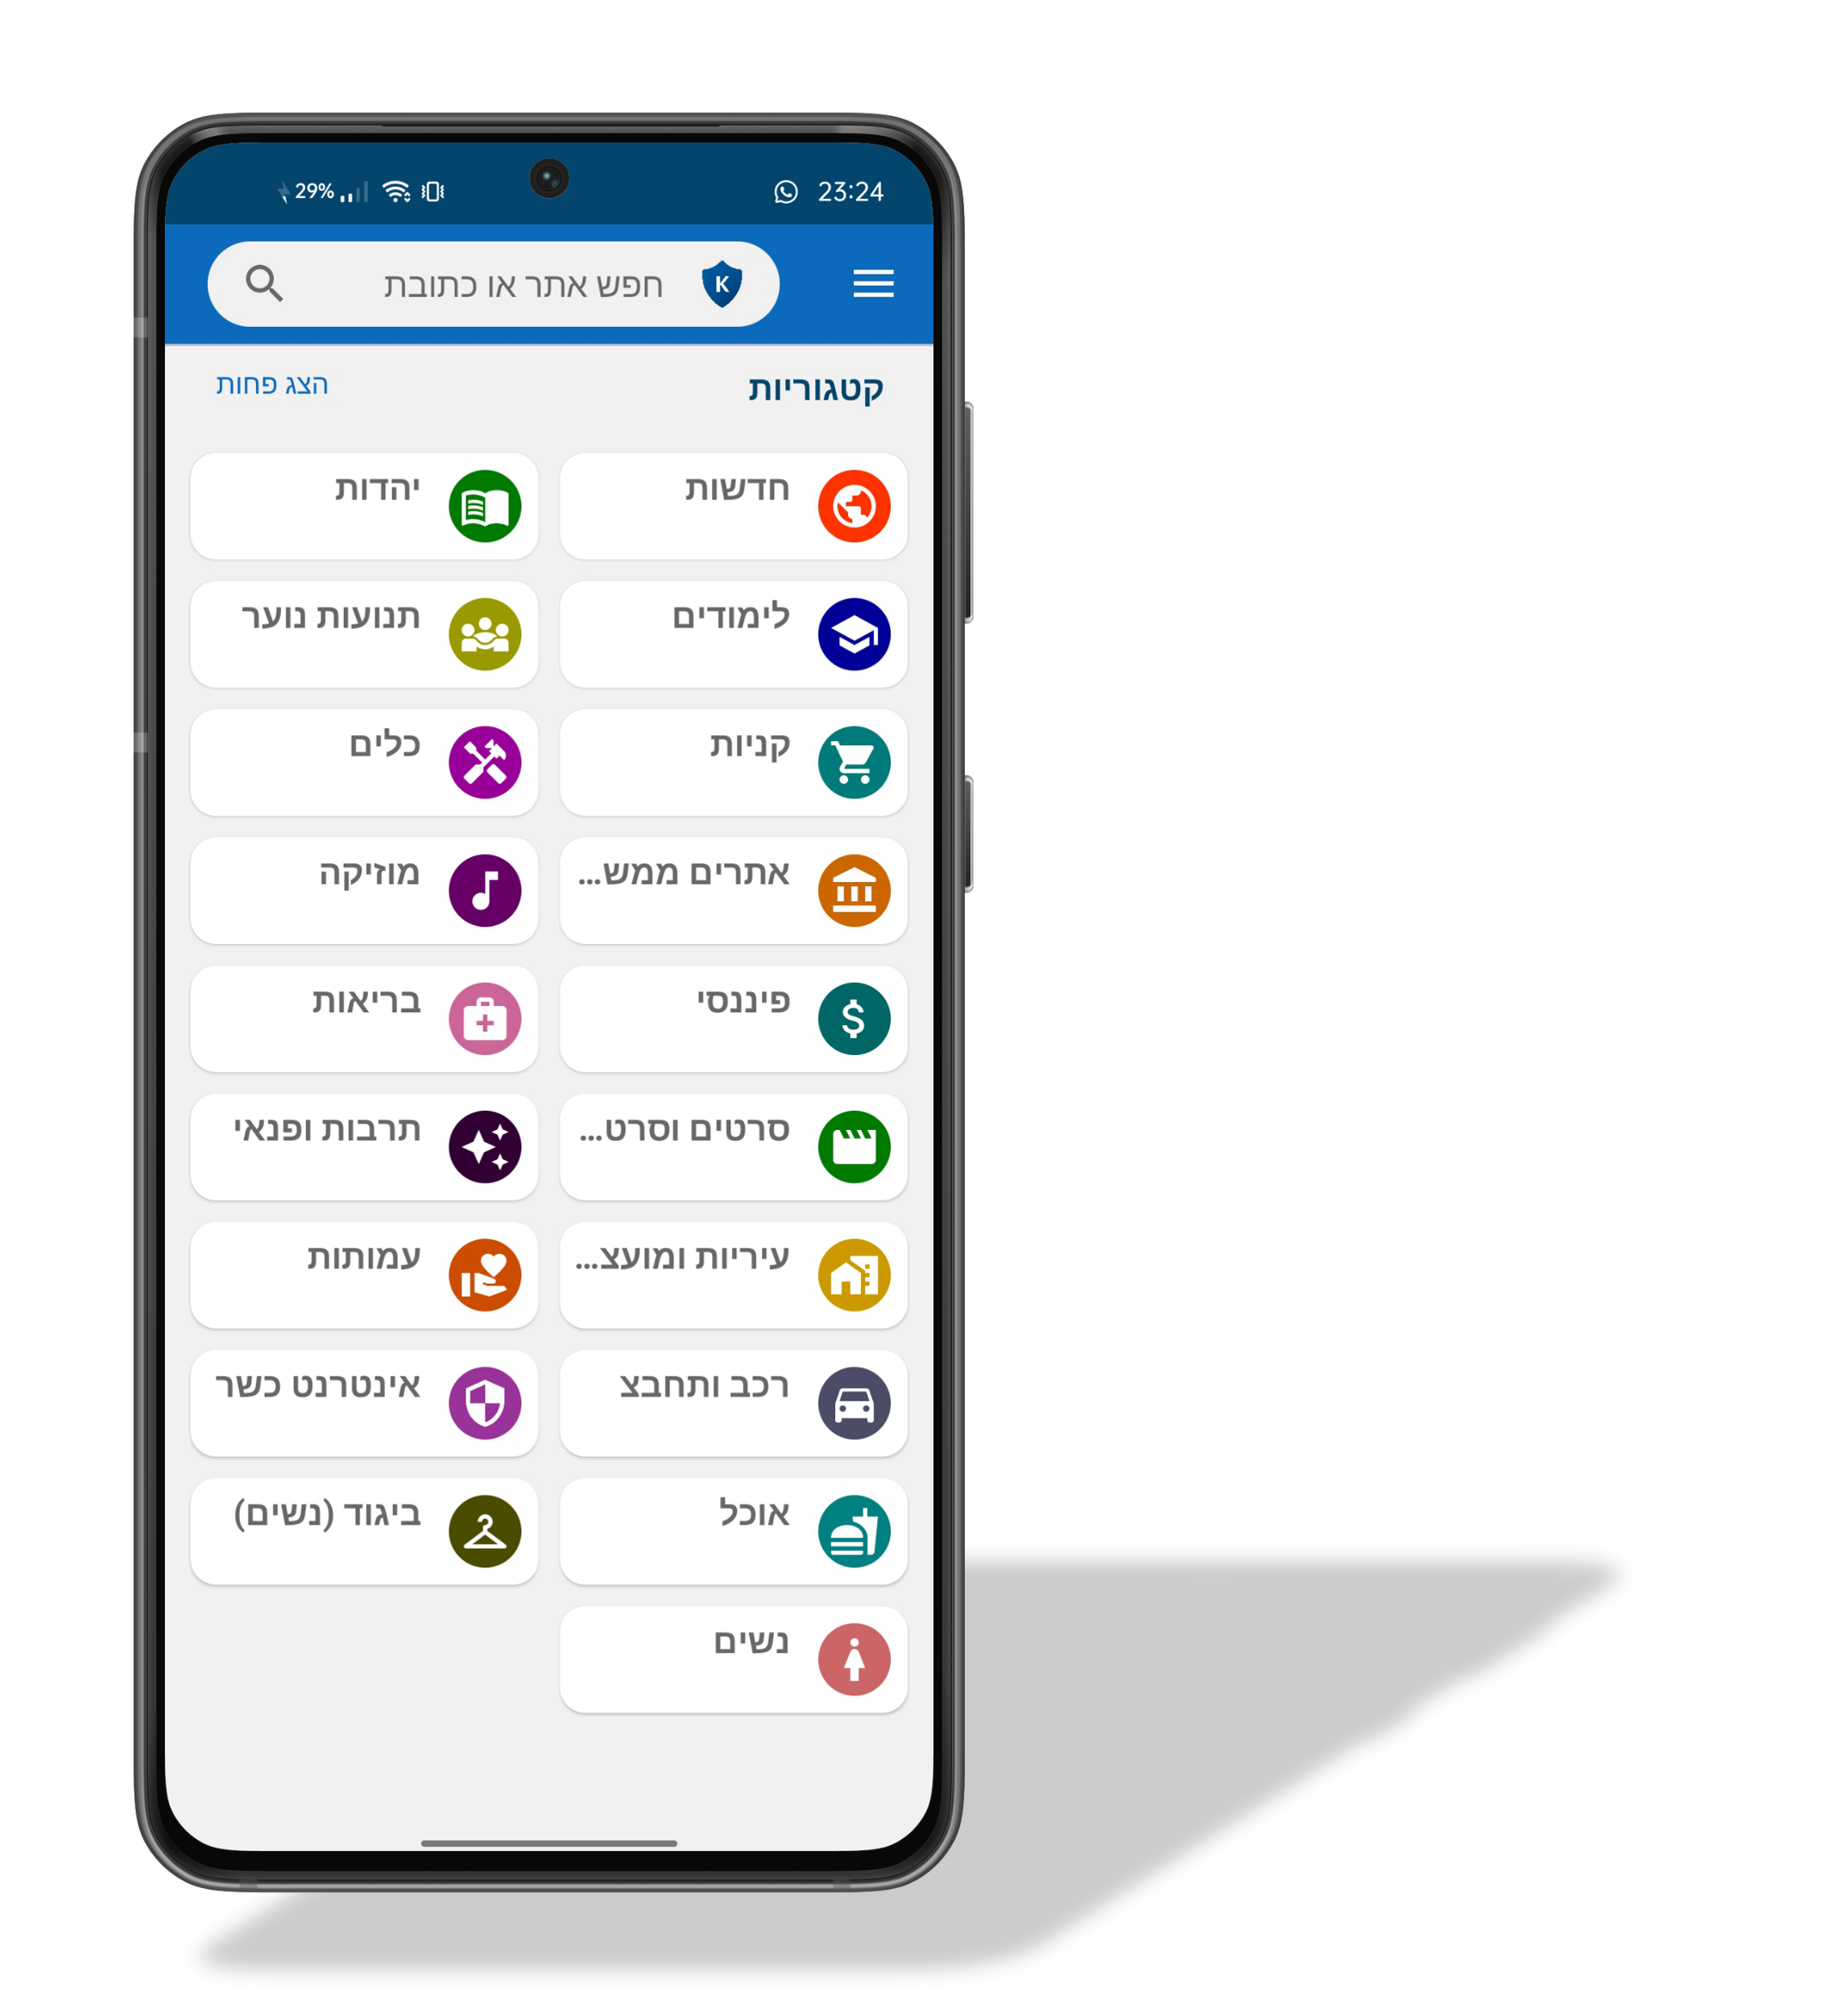 23:24
29%
K
חפש אתר או כתובת
קטגוריות
הצג פחות
חדשות
יהדות
לימודים
תנועות נוער
קניות
כלים
אתרים ממש...
מוזיקה
פיננסי
בריאות
סרטים וסרט...
תרבות ופנאי
עיריות ומועצ...
עמותות
רכב ותחבצ
אינטרנט כשר
אוכל
ביגוד (נשים)
נשים